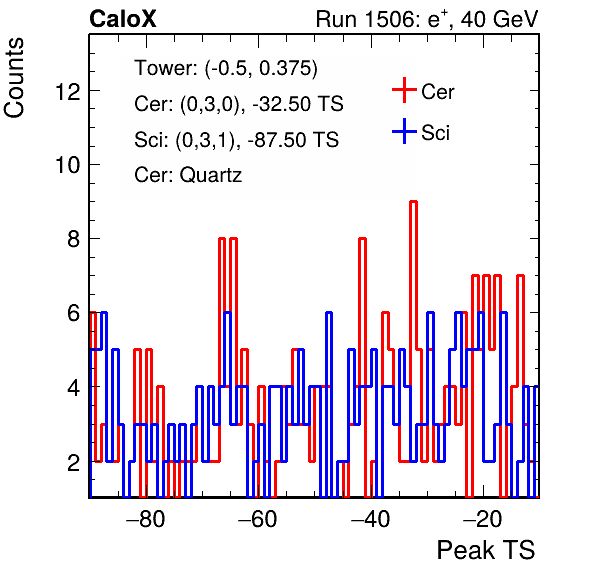 CaloX
Run 1506: e⁺, 40 GeV
Counts
Tower: (-0.5, 0.375)
Cer: (0,3,0), -32.50 TS
Sci: (0,3,1), -87.50 TS
Cer: Quartz
Cer
Sci
12
10
8
6
4
2
−80
−60
−40
−20
Peak TS